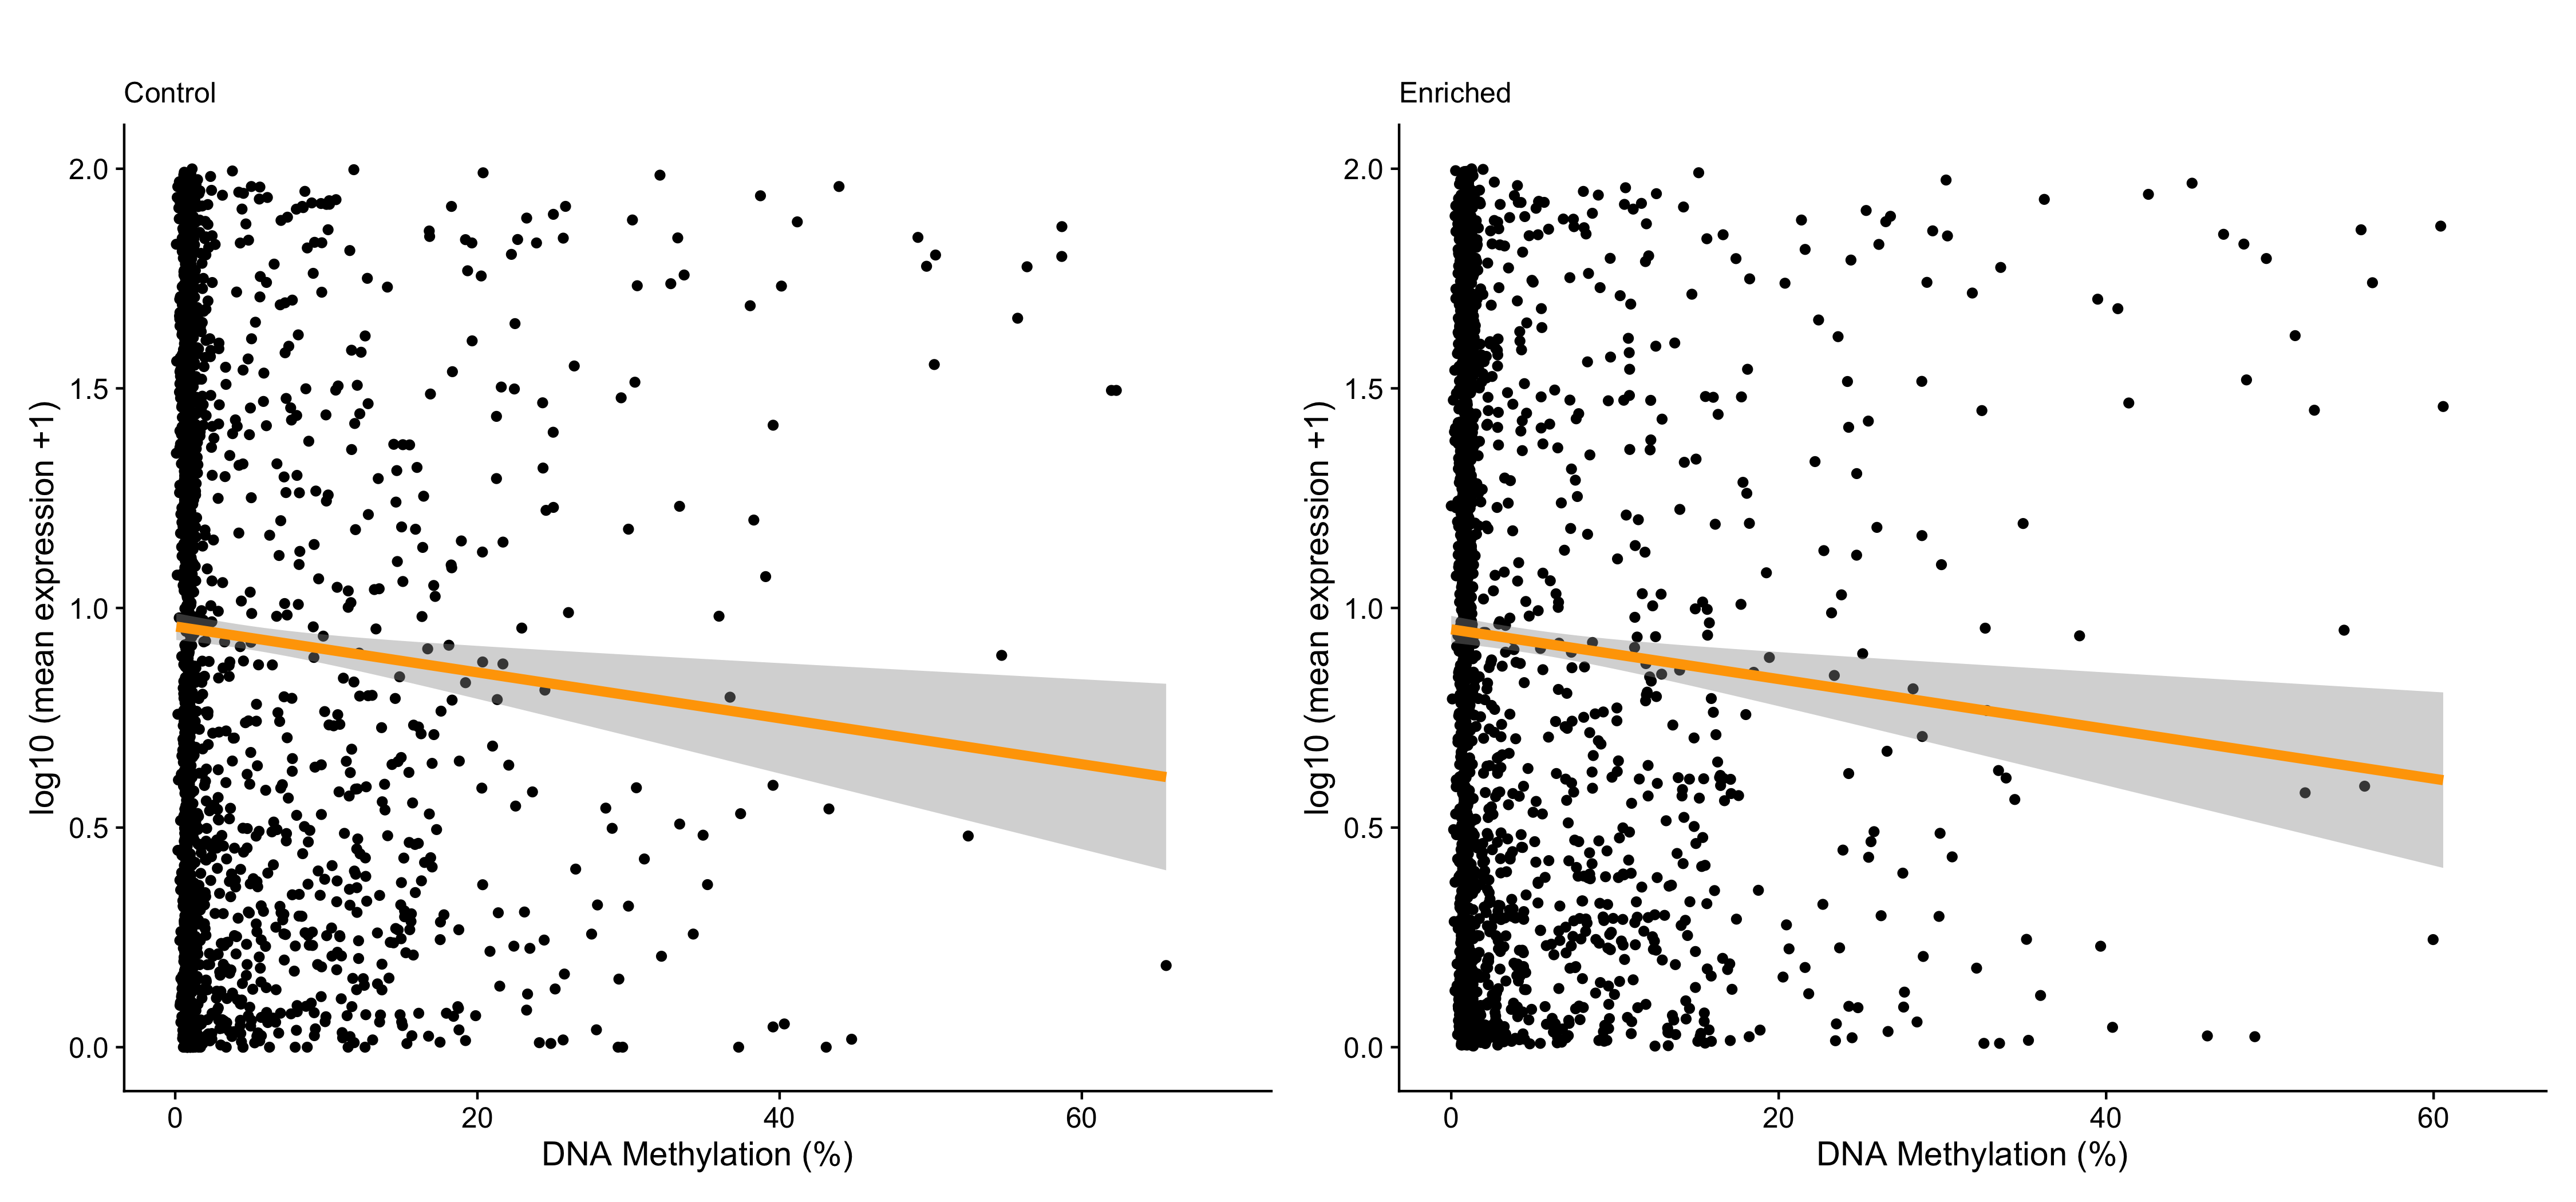 Control
2.0
1.5
1.0
0.5
0.0
log10 (mean expression +1)
0 20 40 60
DNA Methylation (%)
Enriched
2.0
1.5
1.0
0.5
0.0
log10 (mean expression +1)
0 20 40 60
DNA Methylation (%)